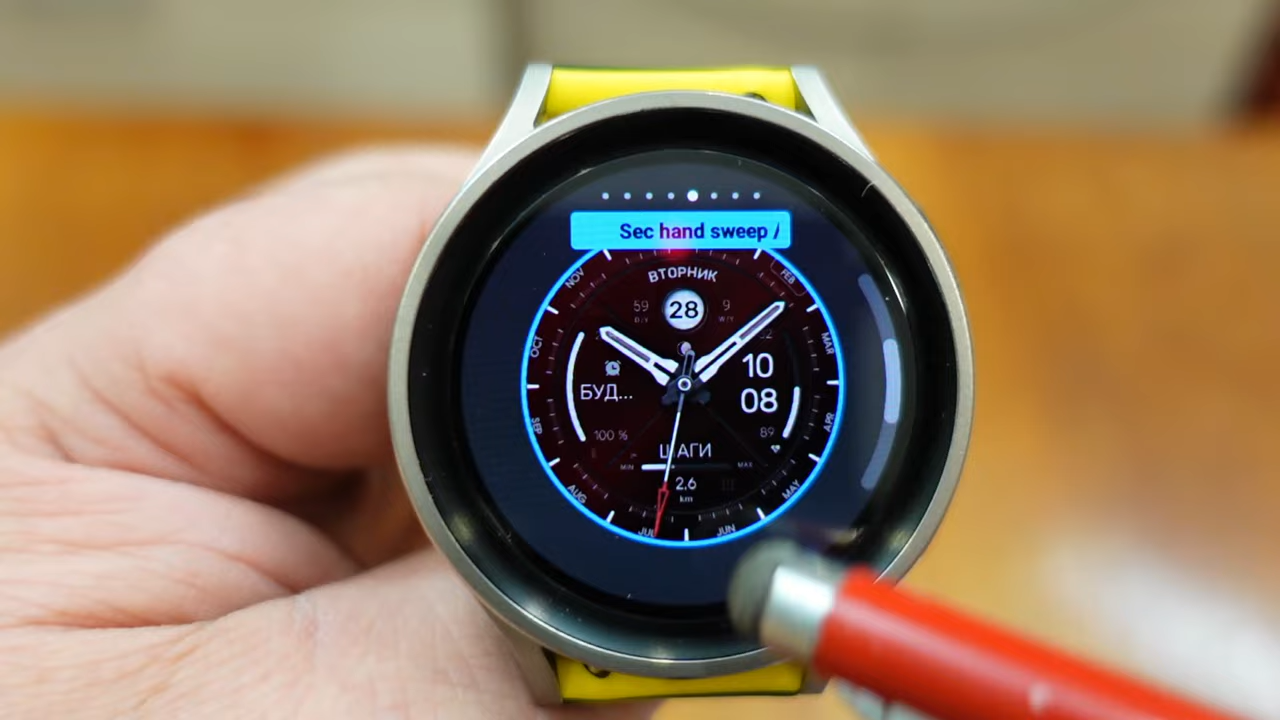 Sec hand sweep /
ВТОРНИК
59 28 9
D/Y W/Y
NOV
FEB
OCT
MAR
10
БУД...
08
SEP
APR
100 %
89
ШАГИ
MIN MAX
2,6
km
AUG
MAY
JUL
JUN